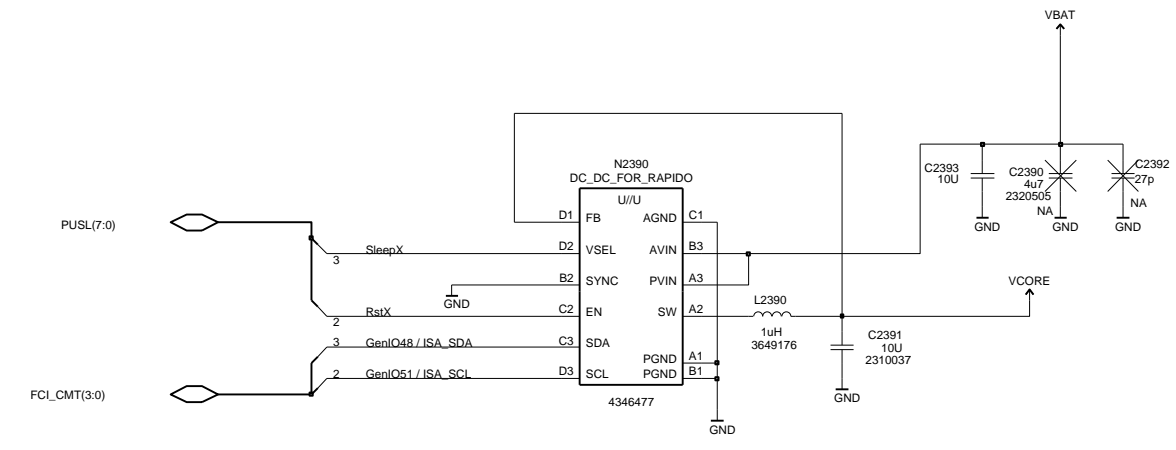 VBAT
N2390
DC_DC_FOR_RAPIDO
U//U
C2393
10U
C2390
4u7
2320505
NA
C2392
27p
NA
GND
GND
GND
PUSL(7:0)
D1
FB
AGND
C1
SleepX
3
D2
VSEL
AVIN
B3
GND
B2
SYNC
PVIN
A3
VCORE
RstX
2
C2
EN
SW
A2
L2390
1uH
3649176
C2391
10U
2310037
GND
3
GenIO48 / ISA_SDA
C3
SDA
PGND
A1
FCI_CMT(3:0)
2
GenIO51 / ISA_SCL
D3
SCL
PGND
B1
4346477
GND